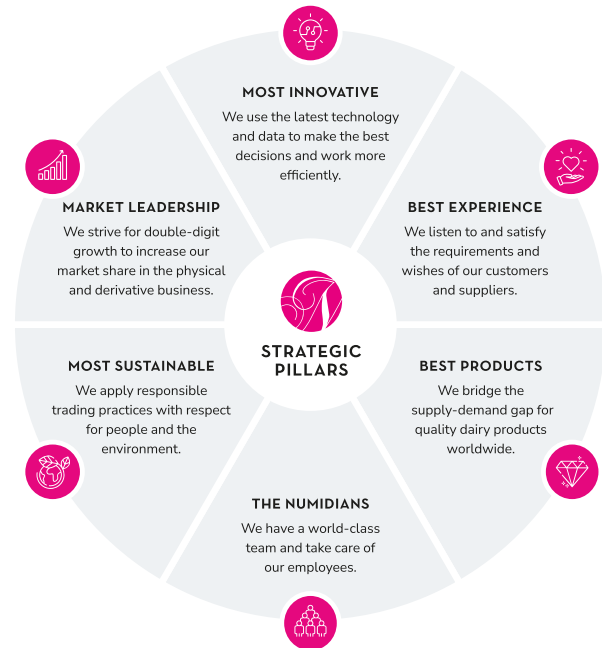 MOST INNOVATIVE
We use the latest technology
and data to make the best
decisions and work more
efficiently.
BEST EXPERIENCE
We listen to and satisfy
the requirements and
wishes of our customers
and suppliers.
BEST PRODUCTS
We bridge the
supply-demand gap for
quality dairy products
worldwide.
THE NUMIDIANS
We have a world-class
team and take care of
our employees.
MOST SUSTAINABLE
We apply responsible
trading practices with respect
for people and the
environment.
MARKET LEADERSHIP
We strive for double-digit
growth to increase our
market share in the physical
and derivative business.
STRATEGIC
PILLARS